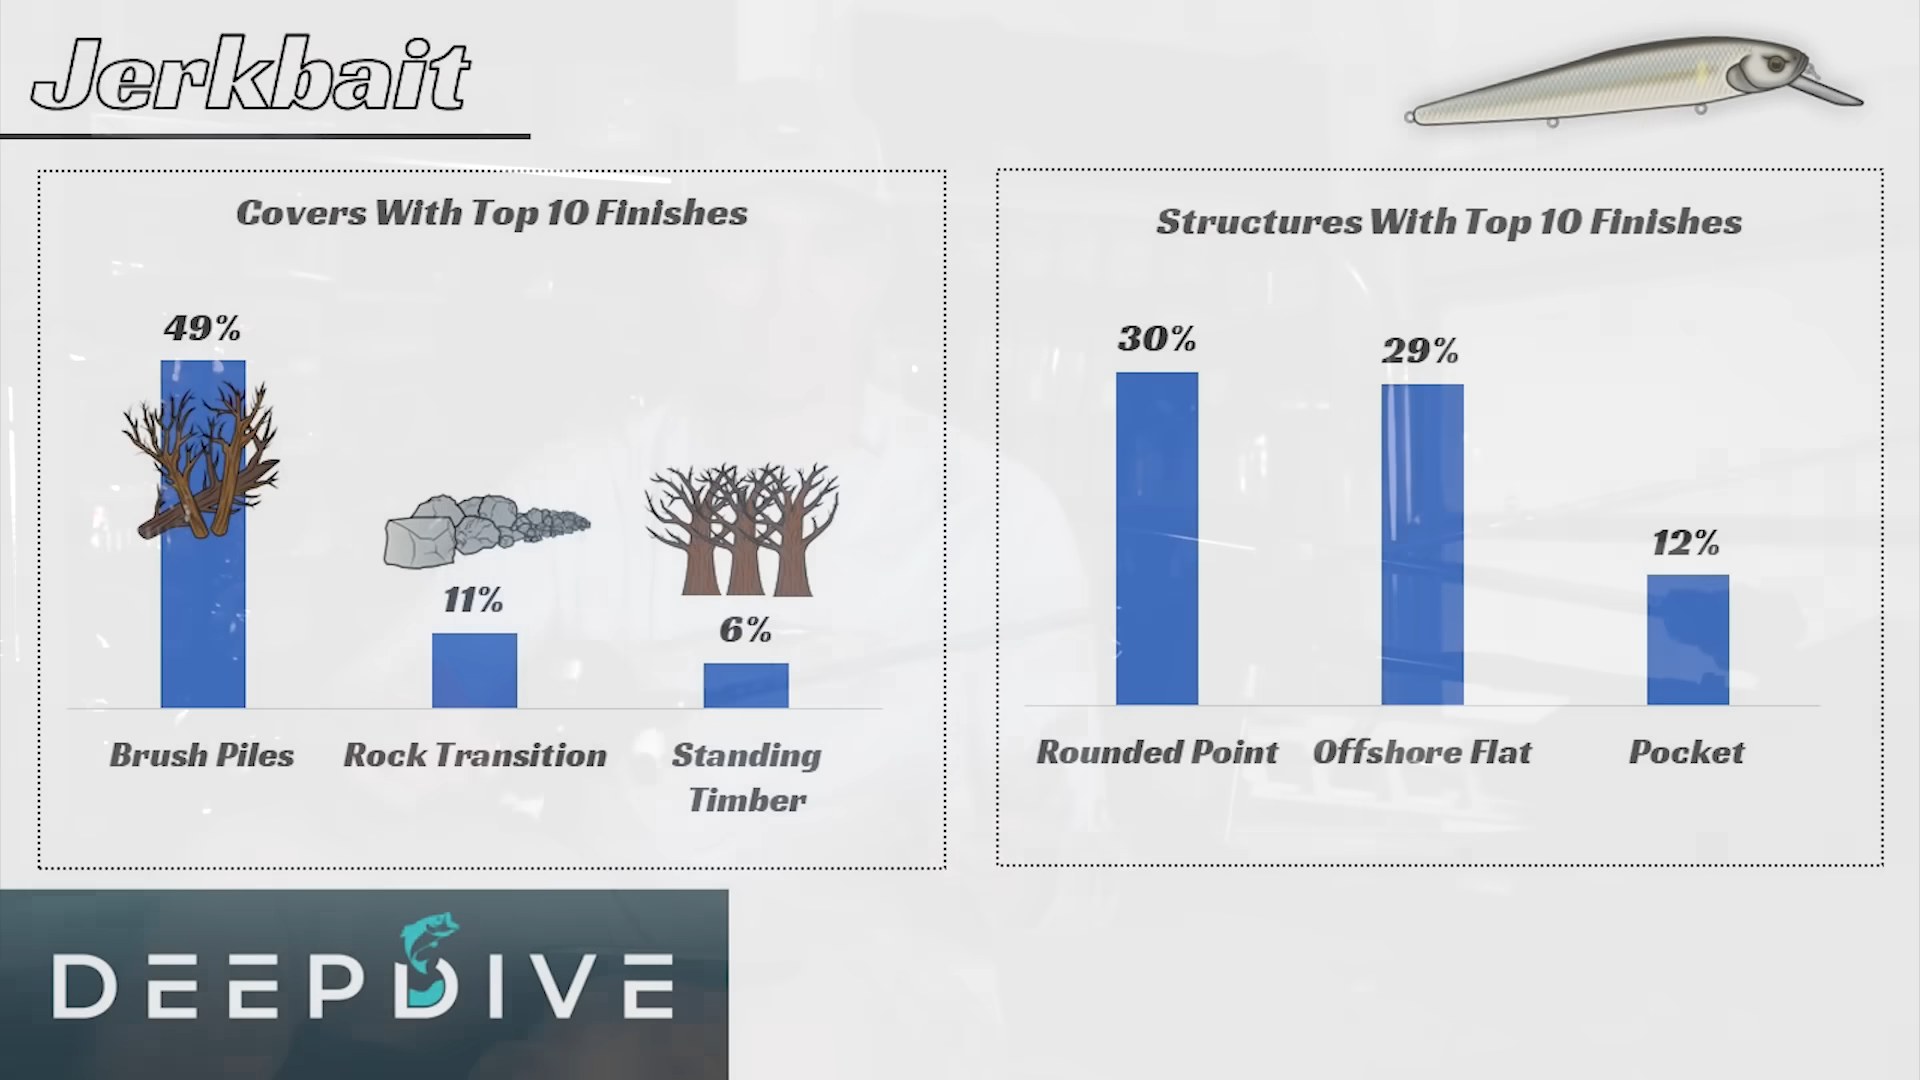 Jerkbait
Covers With Top 10 Finishes
49%
11%
6%
Brush Piles
Rock Transition
Standing
Timber
Structures With Top 10 Finishes
30%
29%
12%
Rounded Point
Offshore Flat
Pocket
DEEPDIVE